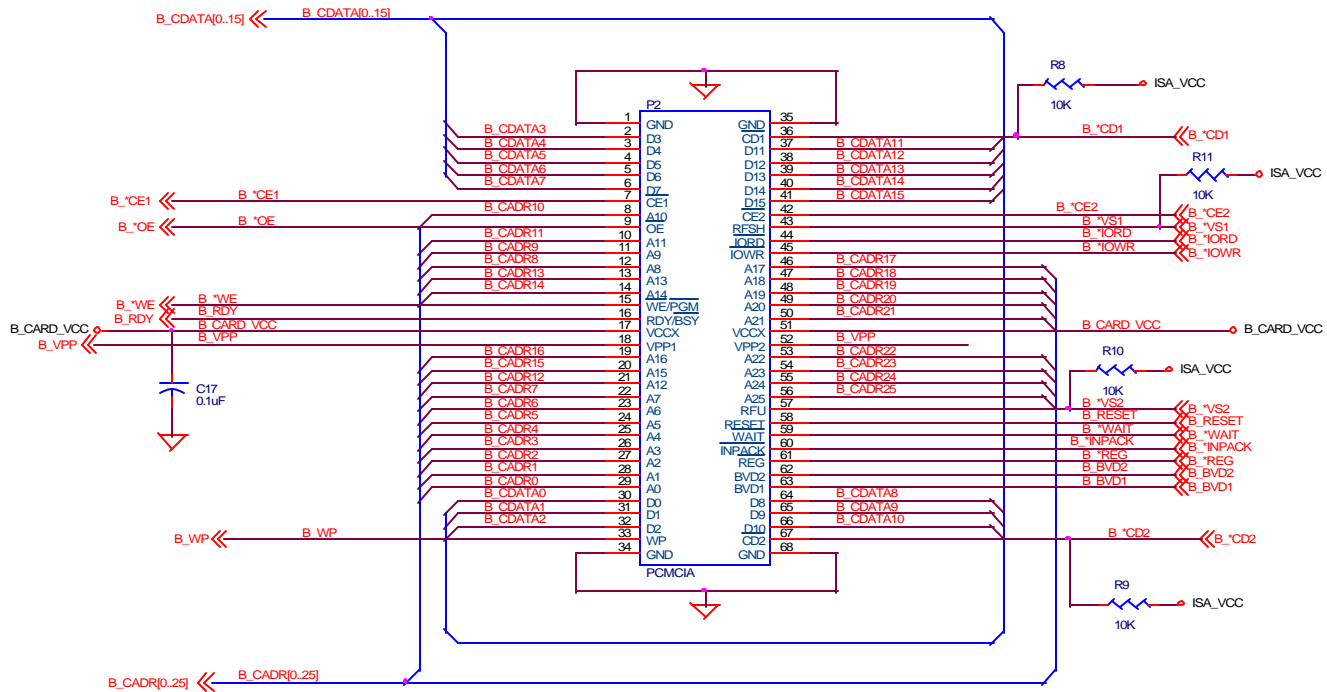 B_CDATA[0..15] B_CDATA[0..15]
R8
ISA_VCC
10K
P2
1 GND GND 35
B_CDATA3 2 D3 CD1 36 B_*CD1 B_*CD1
B_CDATA4 3 D4 D11 37 B_CDATA11
B_CDATA5 4 D5 D12 38 B_CDATA12
R11
B_CDATA6 5 D6 D13 39 B_CDATA13
ISA_VCC
B_CDATA7 6 D7 D14 40 B_CDATA14
10K
B_*CE1 B_*CE1 7 CE1 D15 41 B_CDATA15
B_CADR10 8 A10 CE2 42 B_*CE2 B_*CE2
B_*OE B_*OE 9 OE RFSH 43 B_*VS1 B_*VS1
B_CADR11 10 A11 IORD 44 B_*IORD B_*IORD
B_CADR9 11 A9 IOWR 45 B_*IOWR B_*IOWR
B_CADR8 12 A8 A17 46 B_CADR17
B_CADR13 13 A13 A18 47 B_CADR18
B_CADR14 14 A14 A19 48 B_CADR19
B_*WE B_*WE 15 WE/PGM A20 49 B_CADR20
B_RDY B_RDY 16 RDY/BSY A21 50 B_CADR21
B_CARD_VCC B_CARD_VCC 17 VCCX VCCX 51 B_CARD_VCC B_CARD_VCC
B_VPP B_VPP 18 VPP1 VPP2 52 B_VPP
B_CADR16 19 A16 A22 53 B_CADR22
R10
B_CADR15 20 A15 A23 54 B_CADR23
ISA_VCC
B_CADR12 21 A12 A24 55 B_CADR24
C17
0.1uF
10K
B_CADR7 22 A7 A25 56 B_CADR25
B_CADR6 23 A6 RFU 57 B_*VS2 B_*VS2
B_CADR5 24 A5 RESET 58 B_RESET B_RESET
B_CADR4 25 A4 WAIT 59 B_*WAIT B_*WAIT
B_CADR3 26 A3 INPACK 60 B_*INPACK B_*INPACK
B_CADR2 27 A2 REG 61 B_*REG B_*REG
B_CADR1 28 A1 BVD2 62 B_BVD2 B_BVD2
B_CADR0 29 A0 BVD1 63 B_BVD1 B_BVD1
B_CDATA0 30 D0 D8 64 B_CDATA8
B_CDATA1 31 D1 D9 65 B_CDATA9
B_CDATA2 32 D2 D10 66 B_CDATA10
B_WP B_WP 33 WP CD2 67 B_*CD2 B_*CD2
34 GND GND 68
PCMCIA
R9
ISA_VCC
10K
B_CADR[0..25] B_CADR[0..25]